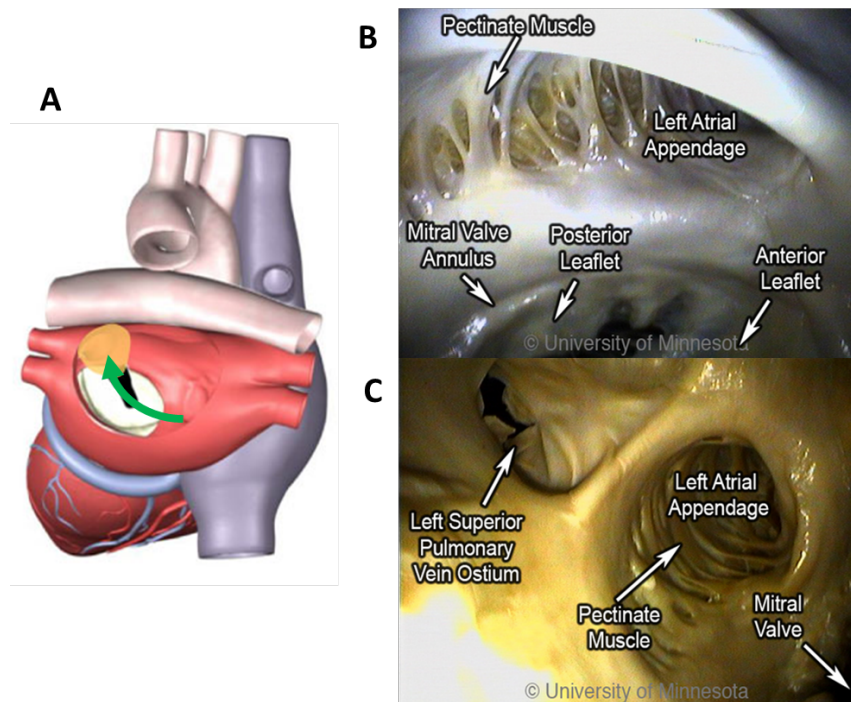 A
B
Pectinate Muscle
Left Atrial
Appendage
Mitral Valve
Annulus
Posterior
Leaflet
Anterior
Leaflet
© University of Minnesota
C
Left Superior
Pulmonary
Vein Ostium
Left Atrial
Appendage
Pectinate
Muscle
Mitral
Valve
© University of Minnesota